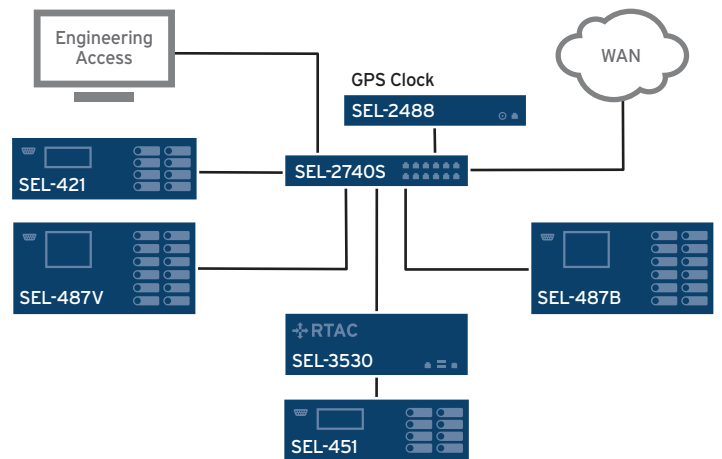 Engineering
Access
WAN
GPS Clock
SEL-2488
SEL-421
SEL-2740S
SEL-487V
SEL-487B
RTAC
SEL-3530
SEL-451